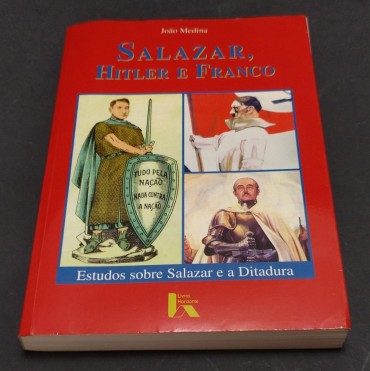 João Medina
SALAZAR,
HITLER E FRANCO
TUDO PELA
NAÇÃO
NADA CONTRA
A NAÇÃO
Estudos sobre Salazar e a Ditadura
Livros
Horizonte